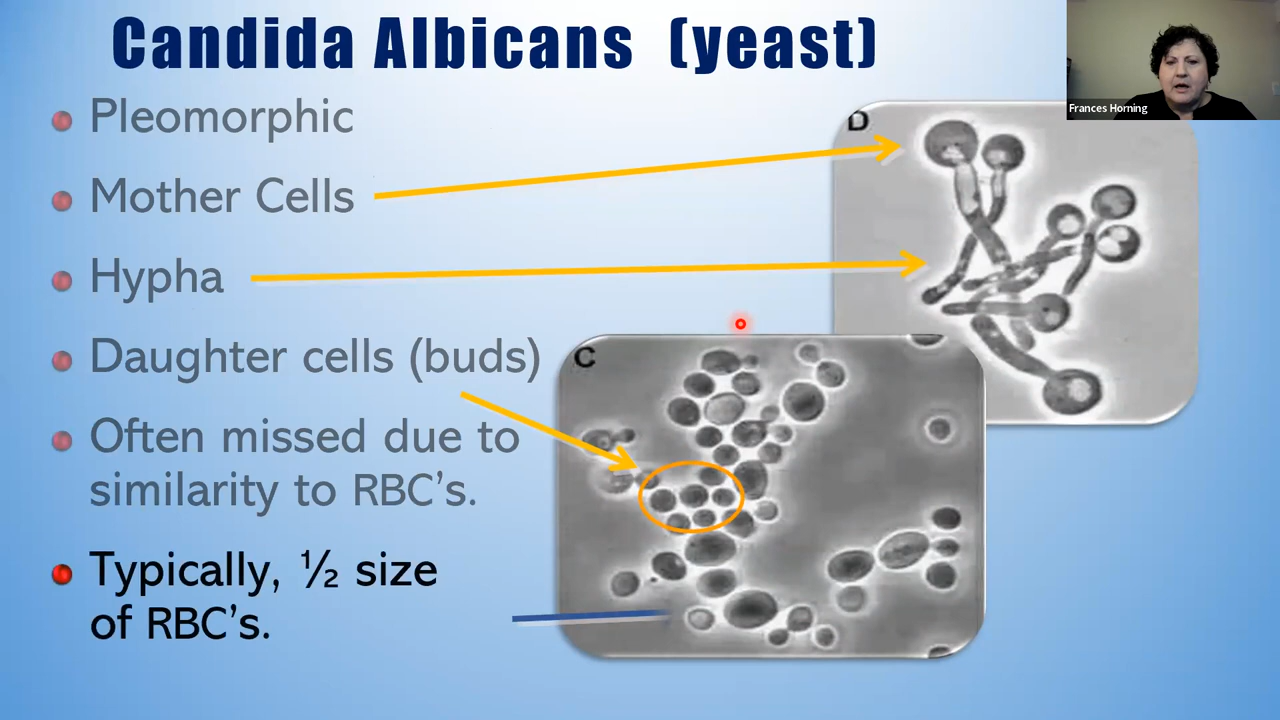 Candida Albicans (yeast)
Frances Horning
Pleomorphic
D
Mother Cells
Hypha
Daughter cells (buds)
C
Often missed due to
similarity to RBC's.
Typically, ½ size
of RBC's.